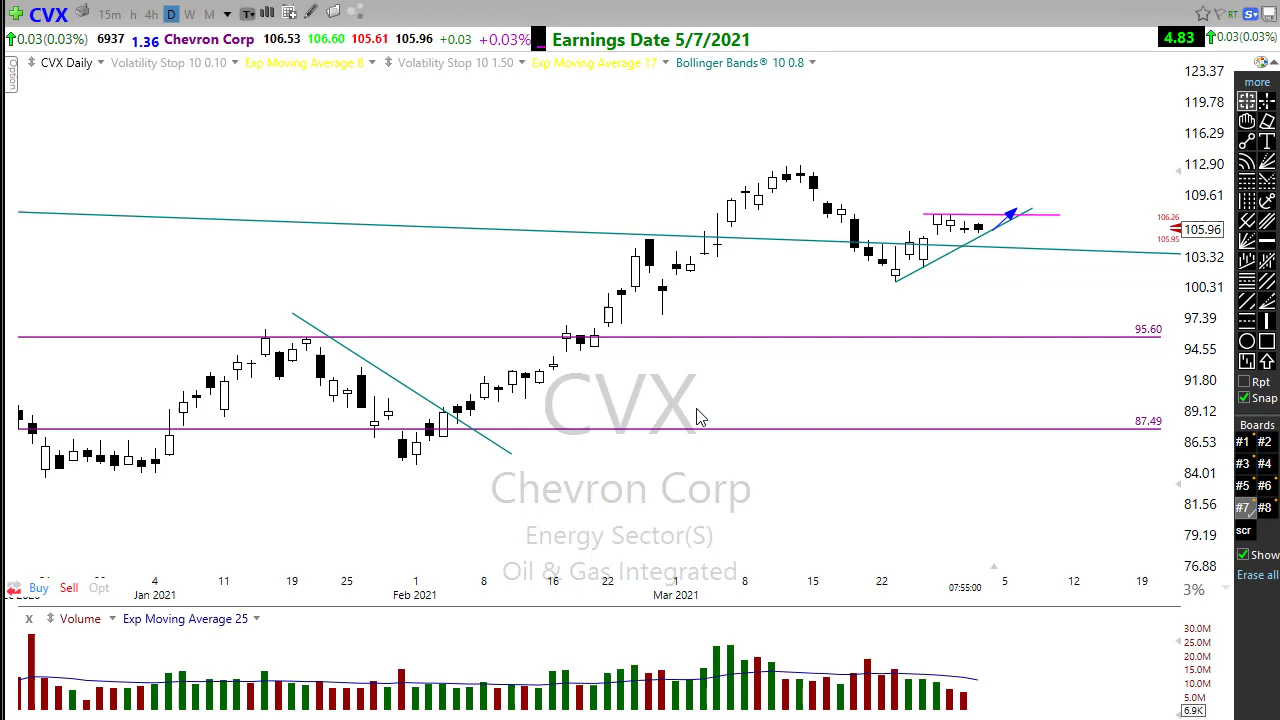 CVX 15m h 4h D W M
0.03(0.03%) 6937 1.36 Chevron Corp 106.53 106.60 105.61 105.96 +0.03 +0.03% Earnings Date 5/7/2021 4.83 0.03(0.03%)
RT S
Option
CVX Daily Volatility Stop 10 0.10 Exp Moving Average 8 Volatility Stop 10 1.50 Exp Moving Average 17 Bollinger Bands® 10 0.8
123.37
119.78
116.29
112.90
109.61
106.26
105.96
105.95
103.32
100.31
97.39
95.60
94.55
91.80
89.12
87.49
86.53
84.01
81.56
79.19
76.88
3%
CVX
Chevron Corp
Energy Sector(S)
Oil & Gas Integrated
Buy Sell Opt
4 11 19 25 1 8 16 22 1 8 15 22 5 12 19
Jan 2021 Feb 2021 Mar 2021 07:55:00
X Volume Exp Moving Average 25
30.0M
25.0M
20.0M
15.0M
10.0M
5.0M
6.9K
more
T
Rpt
Snap
Boards
#1 #2
#3 #4
#5 #6
#7 #8
scr
Show
Erase all